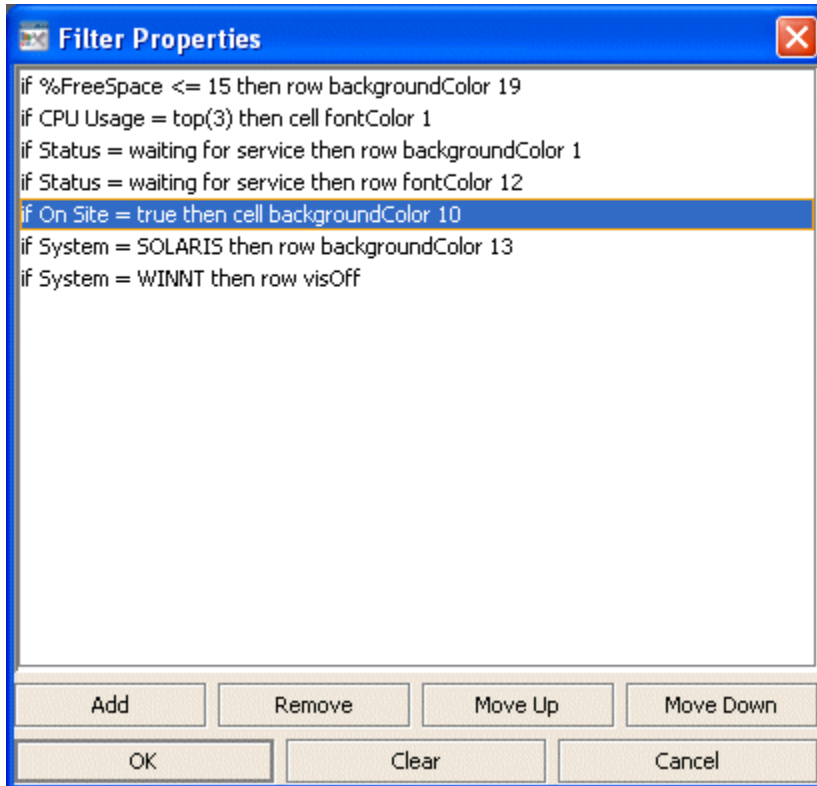 Filter Properties
if %FreeSpace <= 15 then row backgroundColor 19
if CPU Usage = top(3) then cell fontColor 1
if Status = waiting for service then row backgroundColor 1
if Status = waiting for service then row fontColor 12
if On Site = true then cell backgroundColor 10
if System = SOLARIS then row backgroundColor 13
if System = WINNT then row visOff
Add Remove Move Up Move Down
OK Clear Cancel